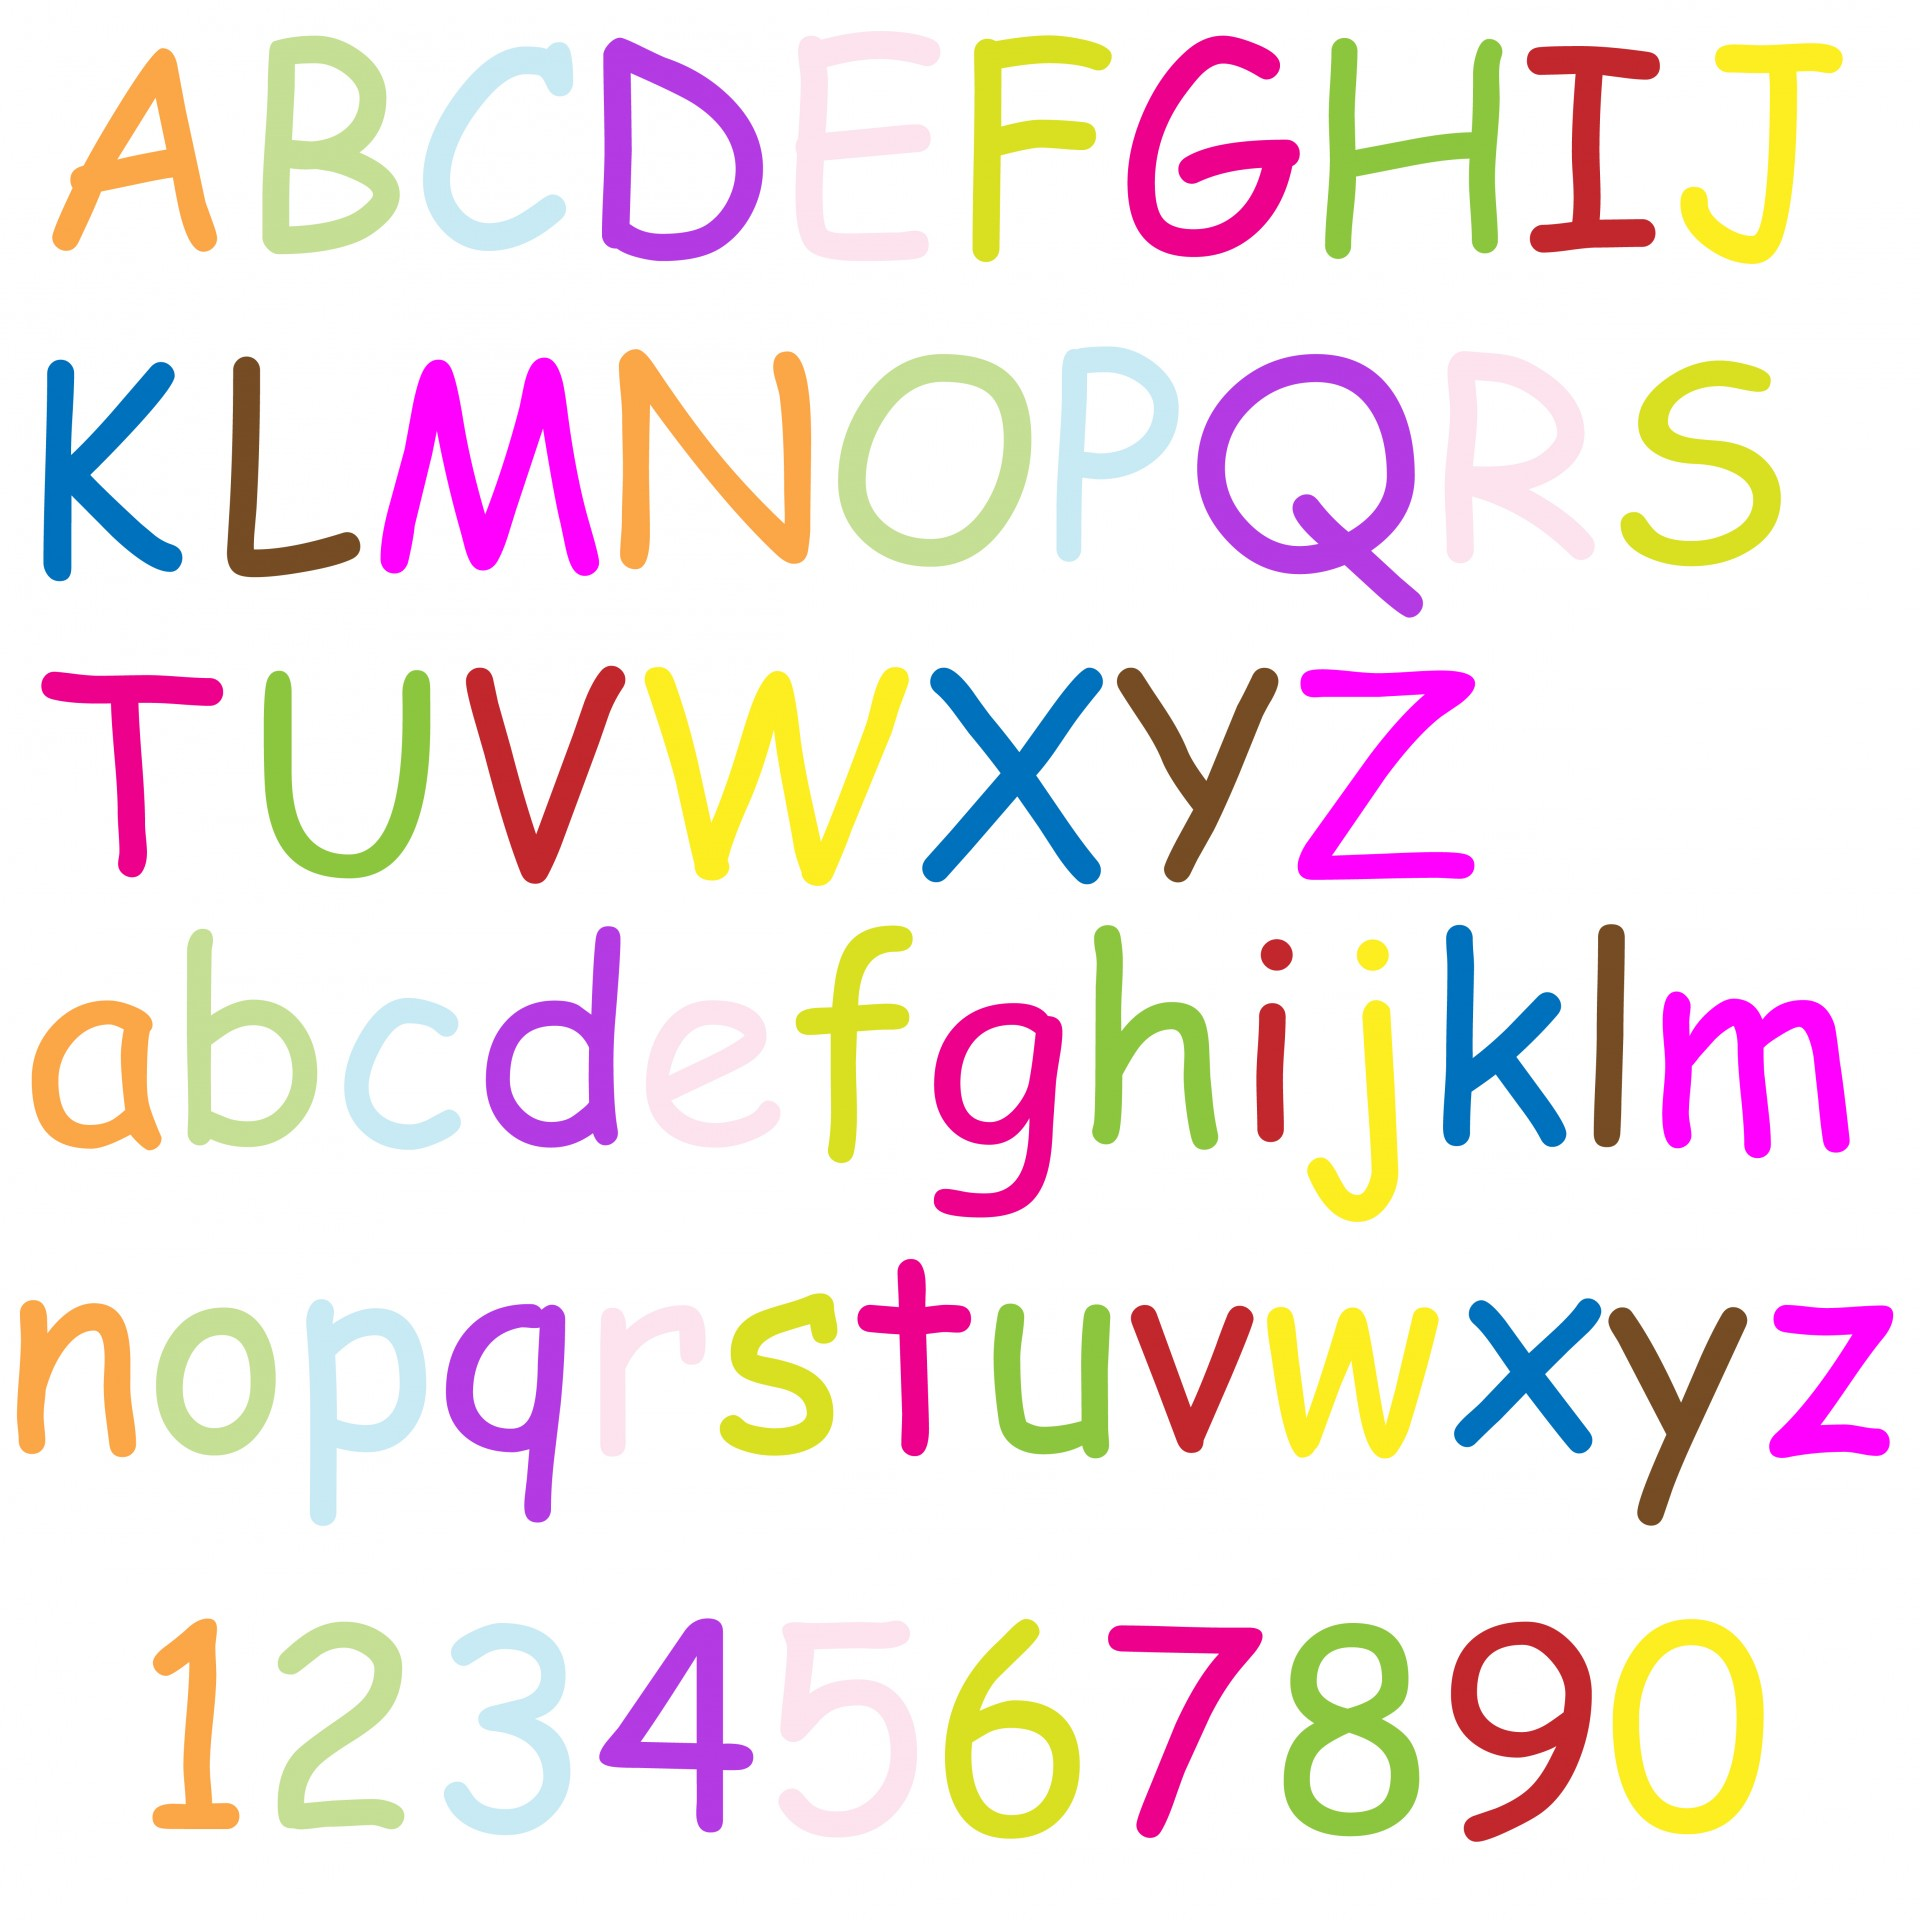 ABCDEFGHIJ
KLMNOPQRS
TUVWXYZ
abcdefghijklm
nopqrstuvwxyz
1234567890